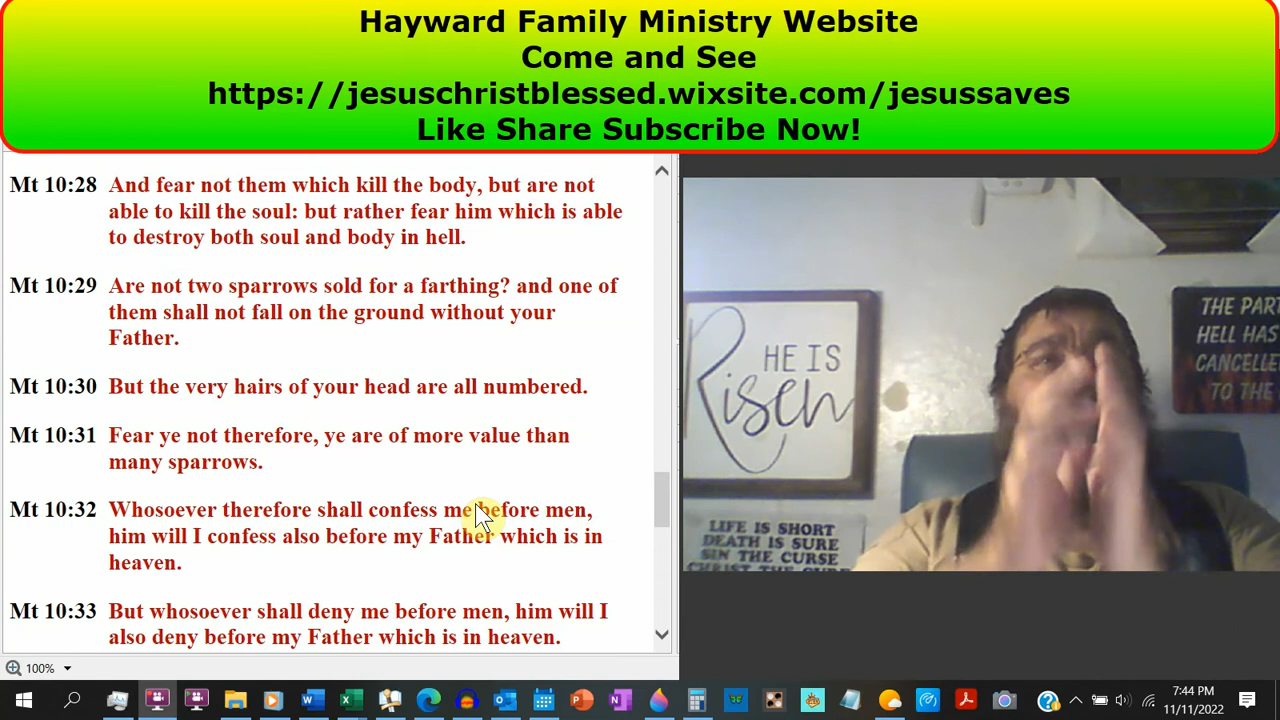 Hayward Family Ministry Website
Come and See
https://jesuschristblessed.wixsite.com/jesussaves
Like Share Subscribe Now!
Mt 10:28 And fear not them which kill the body, but are not
able to kill the soul: but rather fear him which is able
to destroy both soul and body in hell.
Mt 10:29 Are not two sparrows sold for a farthing? and one of
them shall not fall on the ground without your
Father.
Mt 10:30 But the very hairs of your head are all numbered.
Mt 10:31 Fear ye not therefore, ye are of more value than
many sparrows.
Mt 10:32 Whosoever therefore shall confess me before men,
him will I confess also before my Father which is in
heaven.
Mt 10:33 But whosoever shall deny me before men, him will I
also deny before my Father which is in heaven.
HE IS
Risen
THE PAR
HELL HAS
CANCELLE
TO THE
LIFE IS SHORT
DEATH IS SURE
SIN THE CURSE
CHRIST THE CURE
100%
7:44 PM
11/11/2022